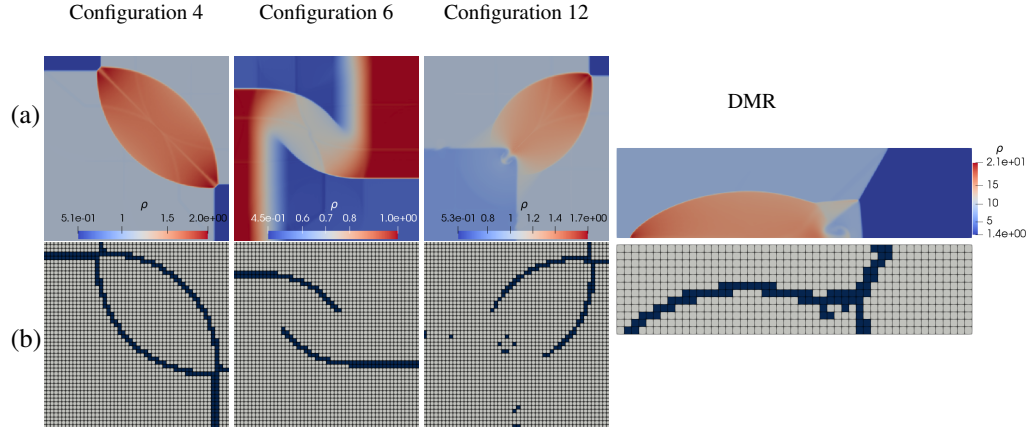 Configuration 4 Configuration 6 Configuration 12
(a)
DMR
ρ
2.1e+01
15
10
5
1.4e+00
ρ
5.1e-01 1 1.5 2.0e+00
ρ
4.5e-01 0.6 0.7 0.8 1.0e+00
ρ
5.3e-01 0.8 1 1.2 1.4 1.7e+00
(b)